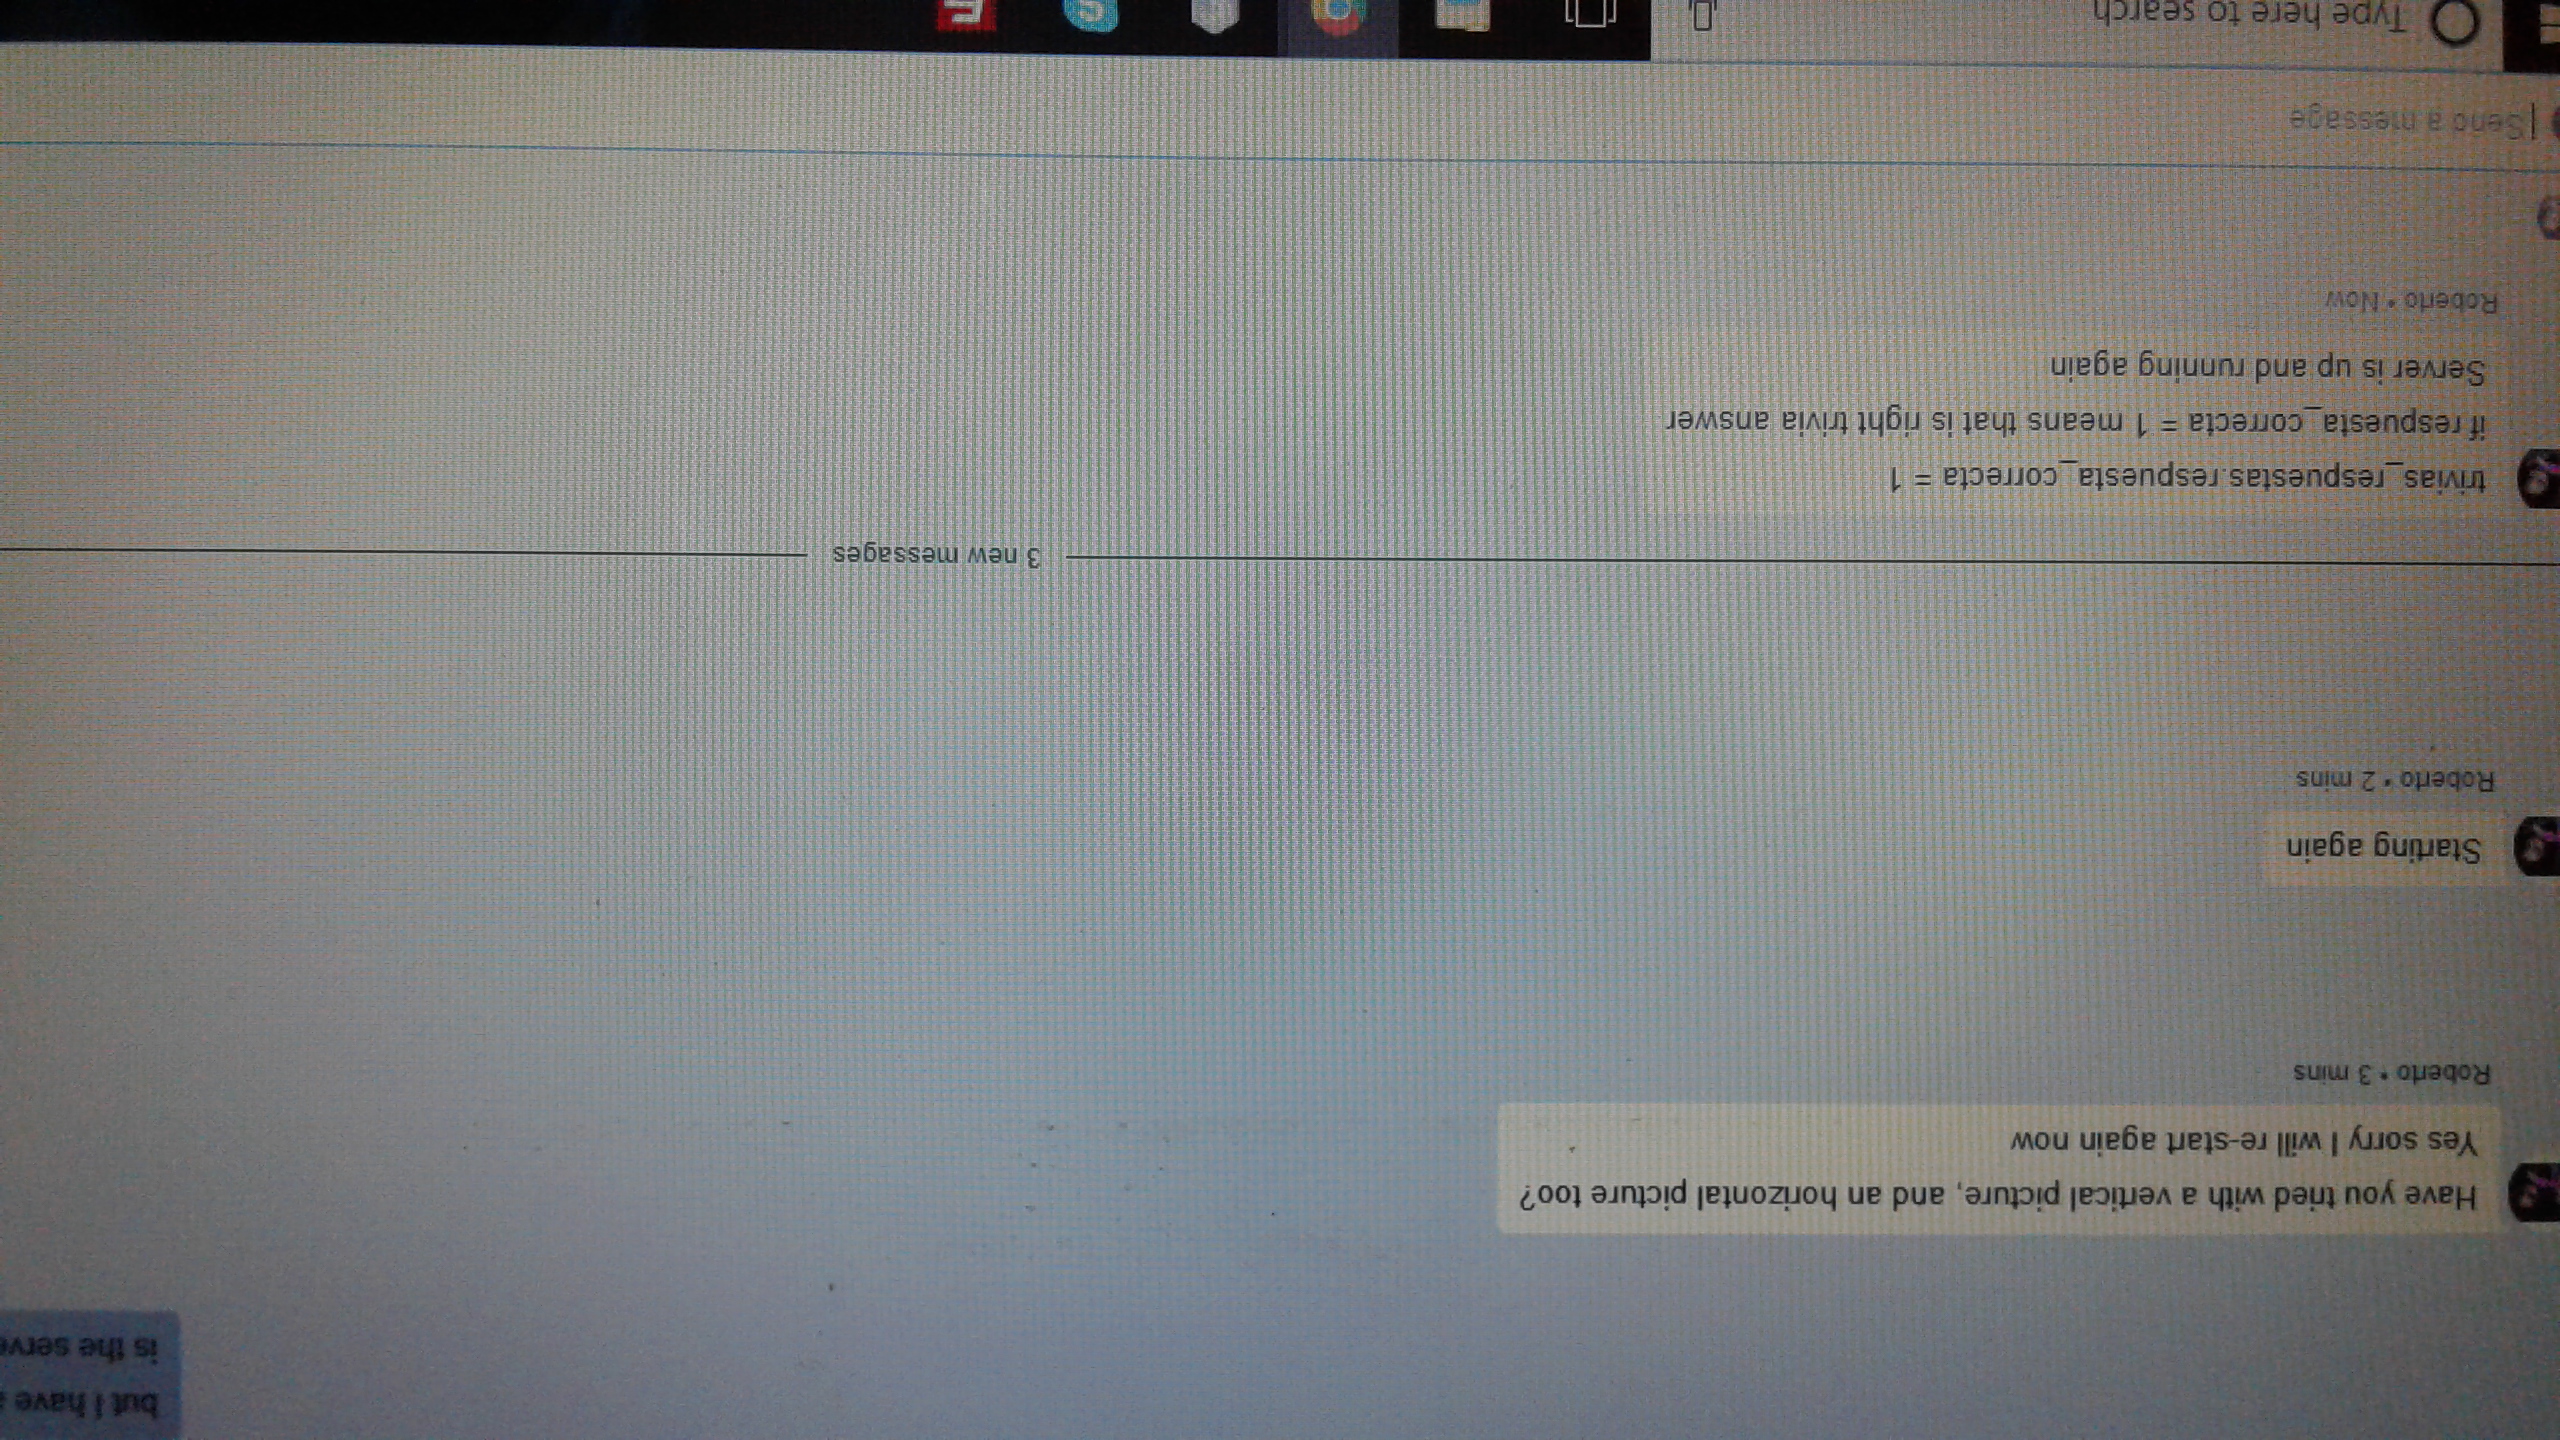 but I have
is the serve
Have you tried with a vertical picture, and an horizontal picture too?
Yes sorry I will re-start again now
Roberto • 3 mins
Starting again
Roberto • 2 mins
3 new messages
trivias_respuestas.respuesta_correcta = 1
if respuesta_correcta = 1 means that is right trivia answer
Server is up and running again
Roberto • Now
Send a message
Type here to search